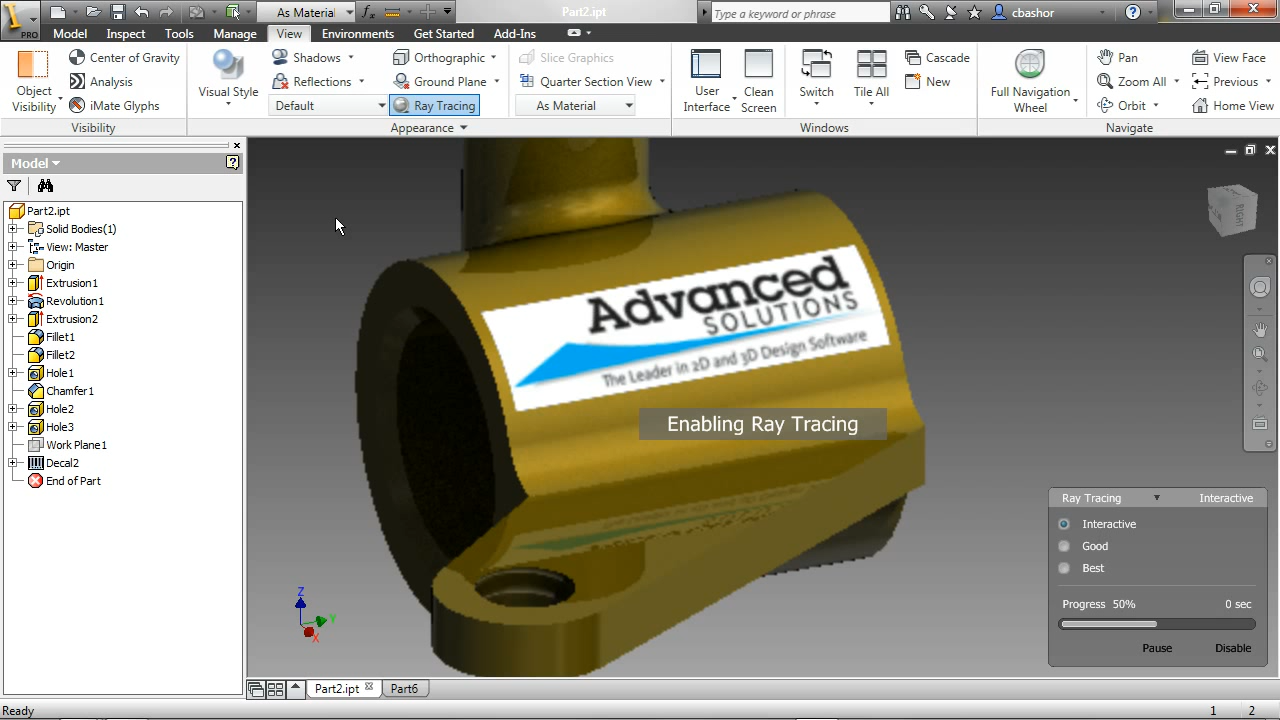 As Material
Part2.ipt
Type a keyword or phrase
cbashor
PRO
Model
Inspect
Tools
Manage
View
Environments
Get Started
Add-Ins
Object
Visibility
Center of Gravity
Analysis
iMate Glyphs
Visibility
Visual Style
Shadows
Reflections
Default
Orthographic
Ground Plane
Ray Tracing
Slice Graphics
Quarter Section View
As Material
Appearance
User
Interface
Clean
Screen
Switch
Tile All
Cascade
New
Windows
Full Navigation
Wheel
Pan
Zoom All
Orbit
View Face
Previous
Home View
Navigate
Model
Part2.ipt
Solid Bodies(1)
View: Master
Origin
Extrusion1
Revolution1
Extrusion2
Fillet1
Fillet2
Hole1
Chamfer1
Hole2
Hole3
Work Plane1
Decal2
End of Part
Advanced
SOLUTIONS
The Leader in 2D and 3D Design Software
Enabling Ray Tracing
RIGHT
Z
Y
X
Ray Tracing
Interactive
Interactive
Good
Best
Progress 50%
0 sec
Pause
Disable
Part2.ipt
Part6
Ready
1
2